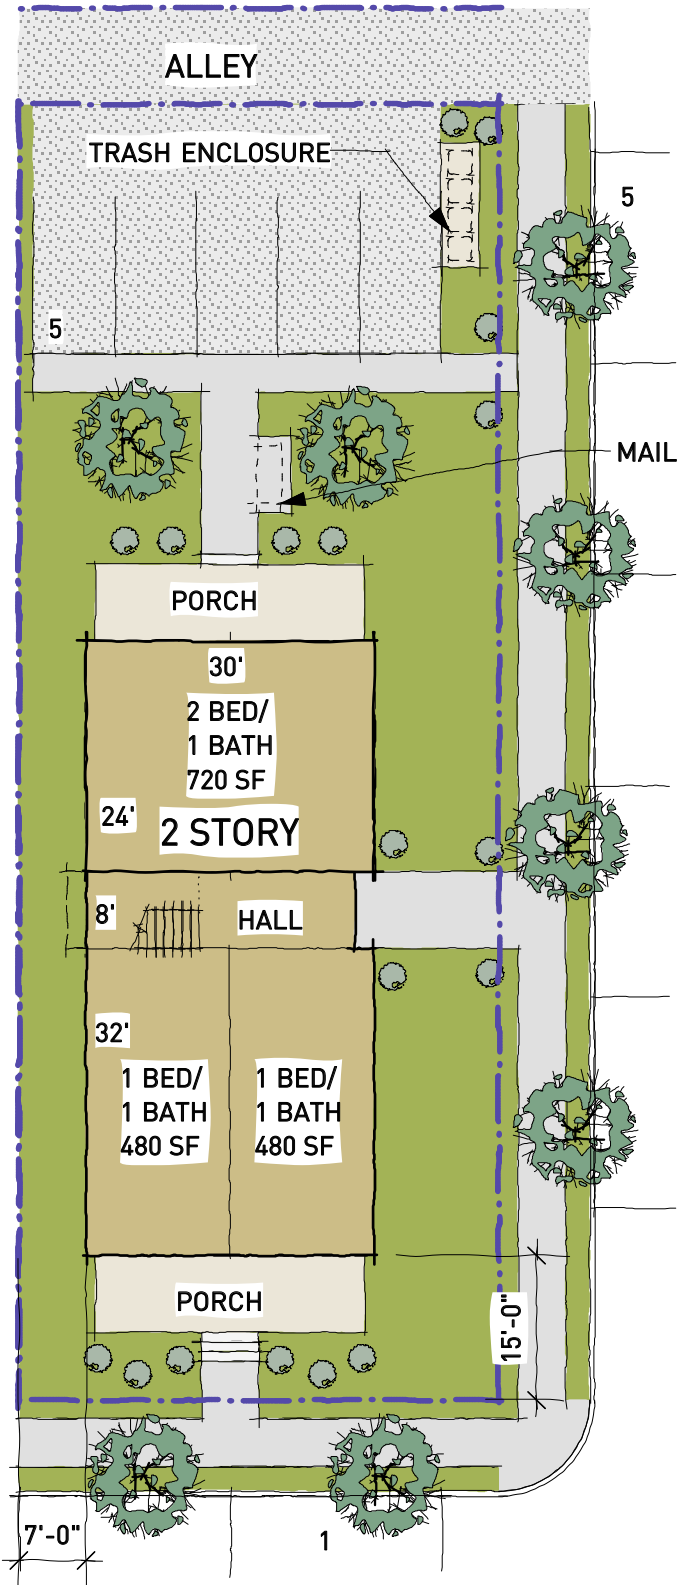 ALLEY
TRASH ENCLOSURE
5
5
MAIL
PORCH
30'
2 BED/
1 BATH
720 SF
24'
2 STORY
8'
HALL
32'
1 BED/
1 BATH
480 SF
1 BED/
1 BATH
480 SF
PORCH
15'-0"
7'-0"
1